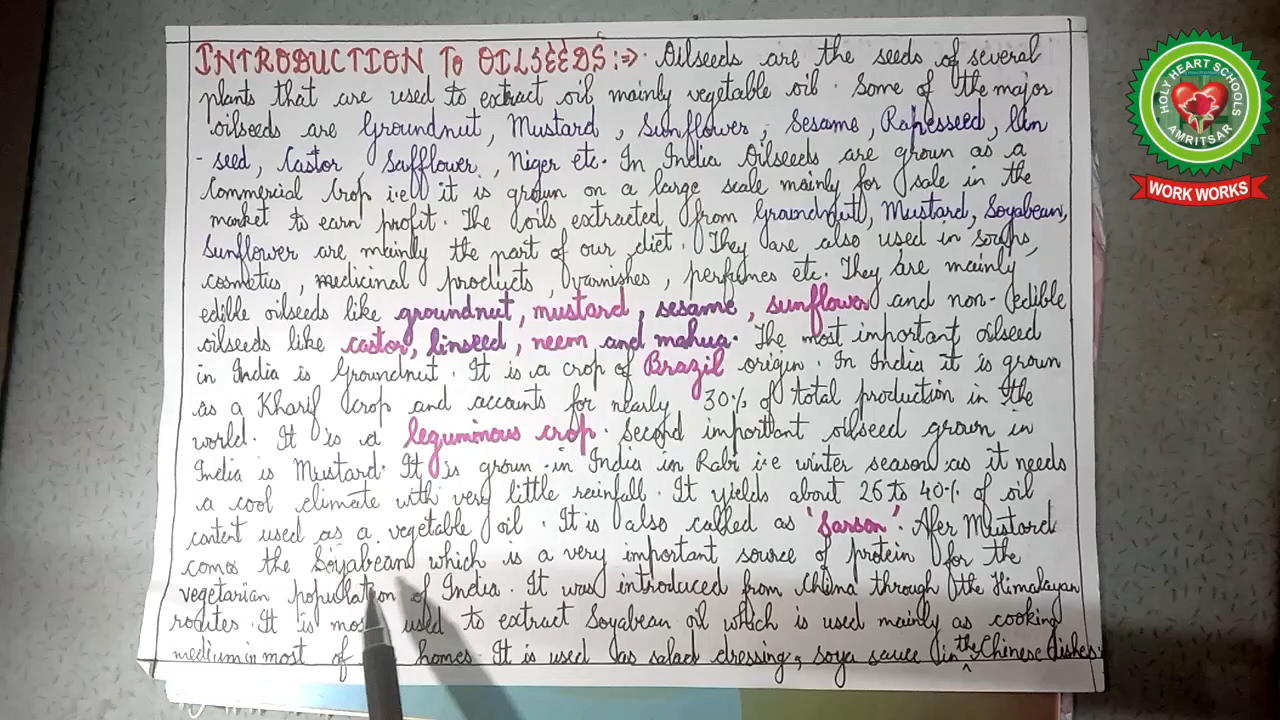 INTRODUCTION TO OILSEEDS:→ Oilseeds are the seeds of several
plants that are used to extract oil mainly vegetable oil. Some of the major
oilseeds are Groundnut, Mustard, Sunflower, Sesame, Rapesseed, Lin
-seed, Castor Safflower, Niger etc. In India Oilseeds are grown as a
Commercial Crop i.e. it is grown on a large scale mainly for sale in the
market to earn profit. The oils extracted from Groundnut, Mustard, Soyabean,
Sunflower are mainly the part of our diet. They are also used in soaps,
cosmetics, medicinal products, varnishes, perfumes etc. They are mainly
edible oilseeds like groundnut, mustard, sesame, sunflower and non-edible
oilseeds like castor, linseed, neem and mahua. The most important oilseed
in India is Groundnut. It is a crop of Brazil origin. In India it is grown
as a Kharif crop and accounts for nearly 30% of total production in the
world. It is a leguminous crop. Second important oilseed grown in
India is Mustard. It is grown in India in Rabi i.e winter season as it needs
a cool climate with very little rainfall. It yields about 26 to 40% of oil
content used as a vegetable oil. It is also called as 'Sarson'. Afer Mustard
comes the Soyabean which is a very important source of protein for the
vegetarian population of India. It was introduced from China through the Himalayan
routes. It is used to extract Soyabean oil which is used mainly as cooking
medium in most of homes. It is used as salad dressing, soya sauce in the Chinese dishes.
HOLY HEART SCHOOLS
AMRITSAR
WORK WORKS